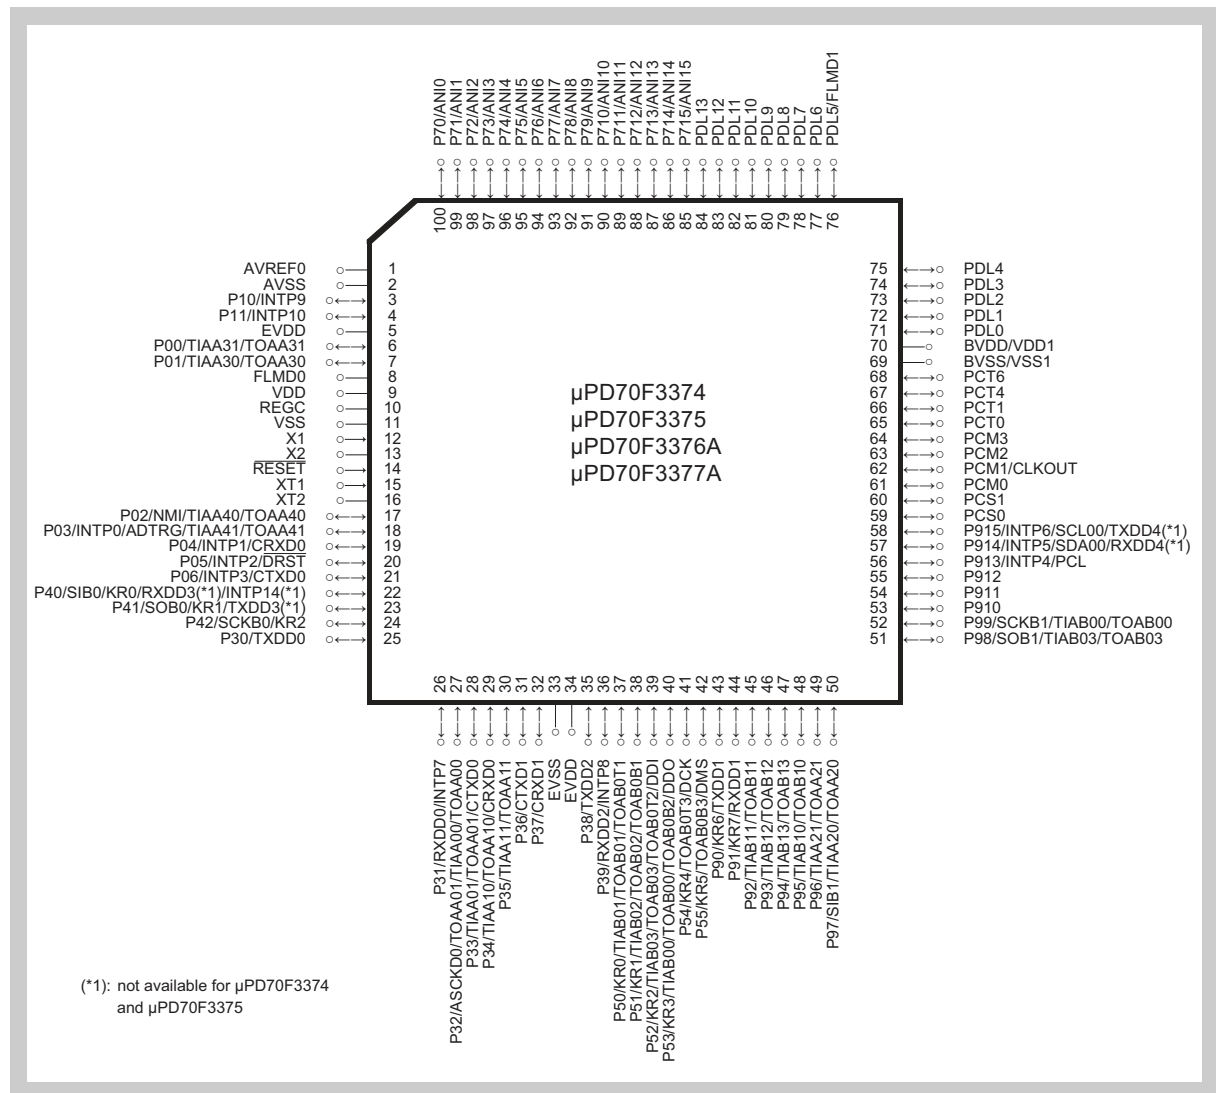 P70/ANI0
P71/ANI1
P72/ANI2
P73/ANI3
P74/ANI4
P75/ANI5
P76/ANI6
P77/ANI7
P78/ANI8
P79/ANI9
P710/ANI10
P711/ANI11
P712/ANI12
P713/ANI13
P714/ANI14
P715/ANI15
PDL13
PDL12
PDL11
PDL10
PDL9
PDL8
PDL7
PDL6
PDL5/FLMD1
100 99 98 97 96 95 94 93 92 91 90 89 88 87 86 85 84 83 82 81 80 79 78 77 76
AVREF0 1
AVSS 2
P10/INTP9 3
P11/INTP10 4
EVDD 5
P00/TIAA31/TOAA31 6
P01/TIAA30/TOAA30 7
FLMD0 8
VDD 9
REGC 10
VSS 11
X1 12
X2 13
RESET 14
XT1 15
XT2 16
P02/NMI/TIAA40/TOAA40 17
P03/INTP0/ADTRG/TIAA41/TOAA41 18
P04/INTP1/CRXD0 19
P05/INTP2/DRST 20
P06/INTP3/CTXD0 21
P40/SIB0/KR0/RXDD3(*1)/INTP14(*1) 22
P41/SOB0/KR1/TXDD3(*1) 23
P42/SCKB0/KR2 24
P30/TXDD0 25
µPD70F3374
µPD70F3375
µPD70F3376A
µPD70F3377A
75 PDL4
74 PDL3
73 PDL2
72 PDL1
71 PDL0
70 BVDD/VDD1
69 BVSS/VSS1
68 PCT6
67 PCT4
66 PCT1
65 PCT0
64 PCM3
63 PCM2
62 PCM1/CLKOUT
61 PCM0
60 PCS1
59 PCS0
58 P915/INTP6/SCL00/TXDD4(*1)
57 P914/INTP5/SDA00/RXDD4(*1)
56 P913/INTP4/PCL
55 P912
54 P911
53 P910
52 P99/SCKB1/TIAB00/TOAB00
51 P98/SOB1/TIAB03/TOAB03
26 27 28 29 30 31 32 33 34 35 36 37 38 39 40 41 42 43 44 45 46 47 48 49 50
P31/RXDD0/INTP7
P32/ASCKD0/TOAA01/TIAA00/TOAA00
P33/TIAA01/TOAA01/CTXD0
P34/TIAA10/TOAA10/CRXD0
P35/TIAA11/TOAA11
P36/CTXD1
P37/CRXD1
EVSS
EVDD
P38/TXDD2
P39/RXDD2/INTP8
P50/KR0/TIAB01/TOAB01/TOAB0T1
P51/KR1/TIAB02/TOAB02/TOAB0B1
P52/KR2/TIAB03/TOAB03/TOAB0T2/DDI
P53/KR3/TIAB00/TOAB00/TOAB0B2/DDO
P54/KR4/TOAB0T3/DCK
P55/KR5/TOAB0B3/DMS
P90/KR6/TXDD1
P91/KR7/RXDD1
P92/TIAB11/TOAB11
P93/TIAB12/TOAB12
P94/TIAB13/TOAB13
P95/TIAB10/TOAB10
P96/TIAA21/TOAA21
P97/SIB1/TIAA20/TOAA20
(*1): not available for µPD70F3374
and µPD70F3375